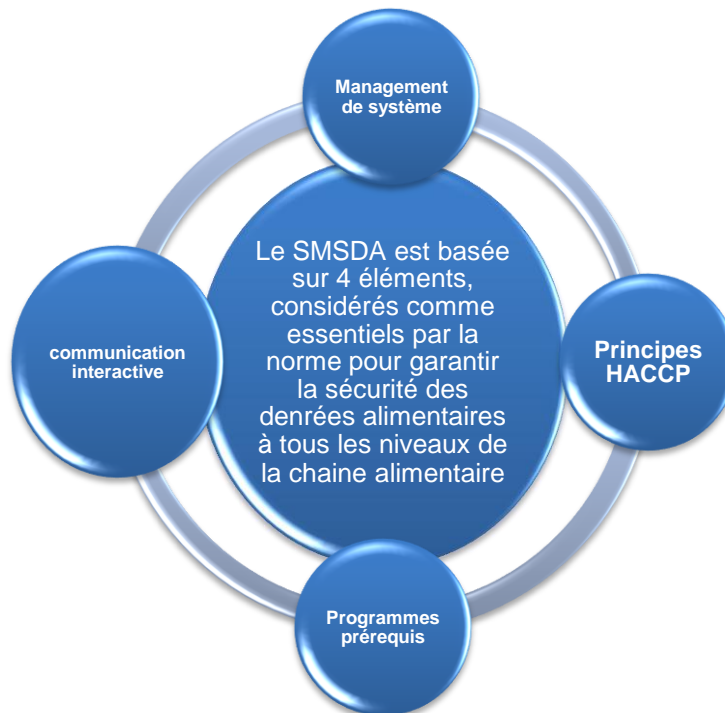 Management
de système
Le SMSDA est basée
sur 4 éléments,
considérés comme
essentiels par la
norme pour garantir
la sécurité des
denrées alimentaires
à tous les niveaux de
la chaine alimentaire
communication
interactive
Principes
HACCP
Programmes
prérequis